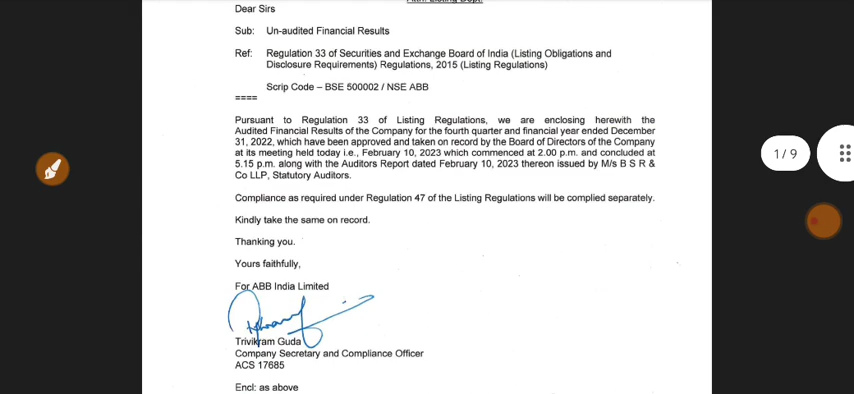 Dear Sirs
Sub: Un-audited Financial Results
Ref: Regulation 33 of Securities and Exchange Board of India (Listing Obligations and
Disclosure Requirements) Regulations, 2015 (Listing Regulations)
Scrip Code – BSE 500002 / NSE ABB
====
Pursuant to Regulation 33 of Listing Regulations, we are enclosing herewith the
Audited Financial Results of the Company for the fourth quarter and financial year ended December
31, 2022, which have been approved and taken on record by the Board of Directors of the Company
at its meeting held today i.e., February 10, 2023 which commenced at 2.00 p.m. and concluded at
5.15 p.m. along with the Auditors Report dated February 10, 2023 thereon issued by M/s B S R &
Co LLP, Statutory Auditors.
1 / 9
Compliance as required under Regulation 47 of the Listing Regulations will be complied separately.
Kindly take the same on record.
Thanking you.
Yours faithfully,
For ABB India Limited
Trivikram Guda
Company Secretary and Compliance Officer
ACS 17685
Encl: as above